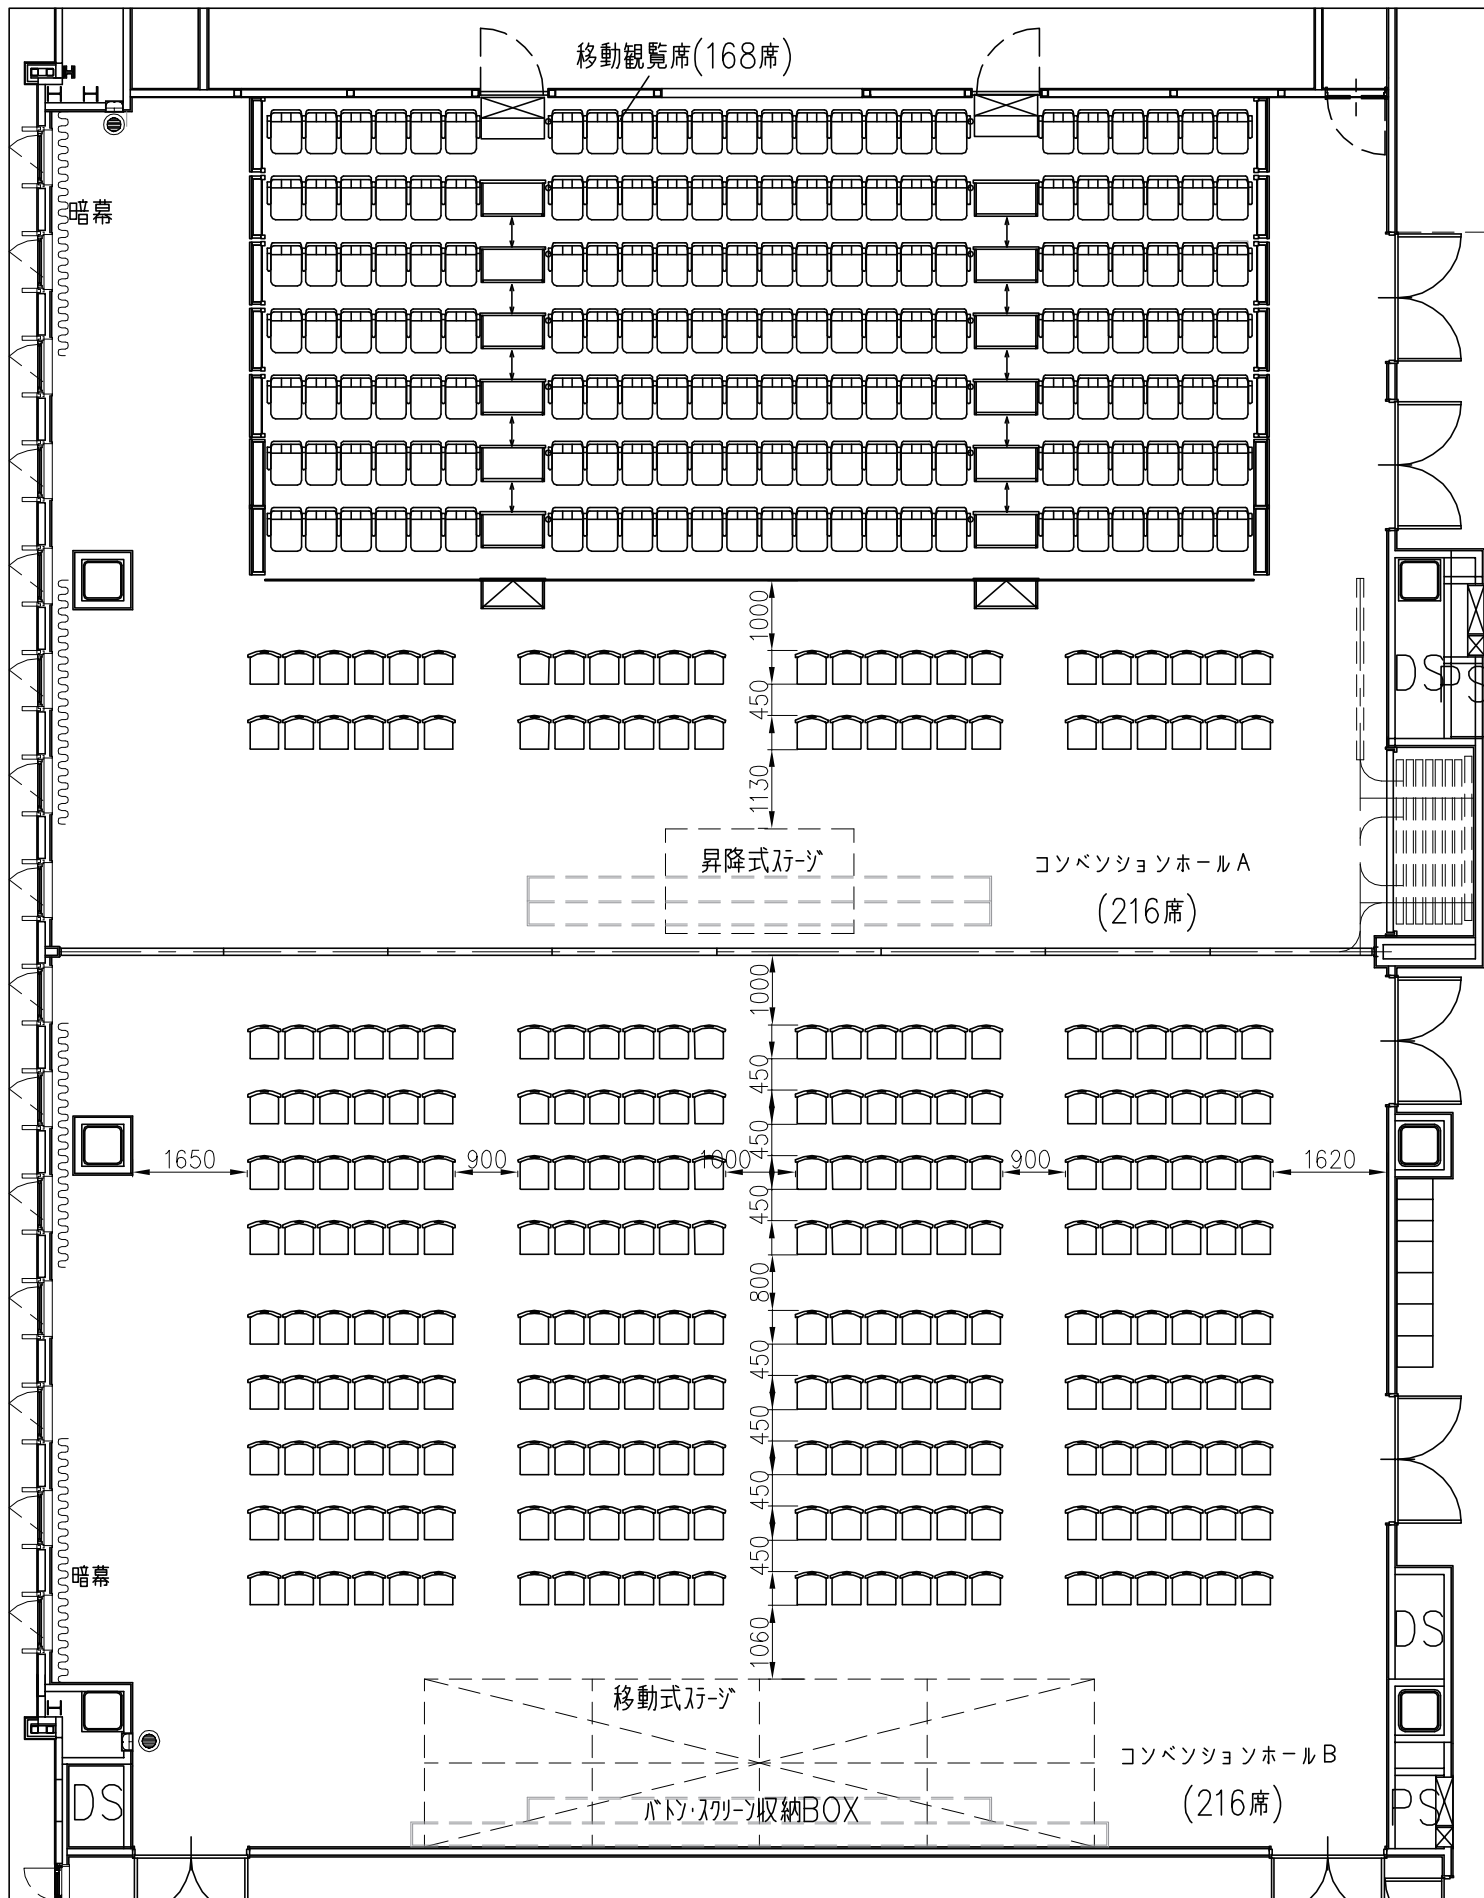 移動観覧席(168席)
暗幕
1000
450
1130
DS
PS
昇降式ステージ
コンベンションホールA
(216席)
1000
450
450
1650
900
1000
900
1620
450
800
450
450
450
450
1060
暗幕
DS
移動式ステージ
コンベンションホールB
(216席)
バトン・スクリーン収納BOX
DS
PS